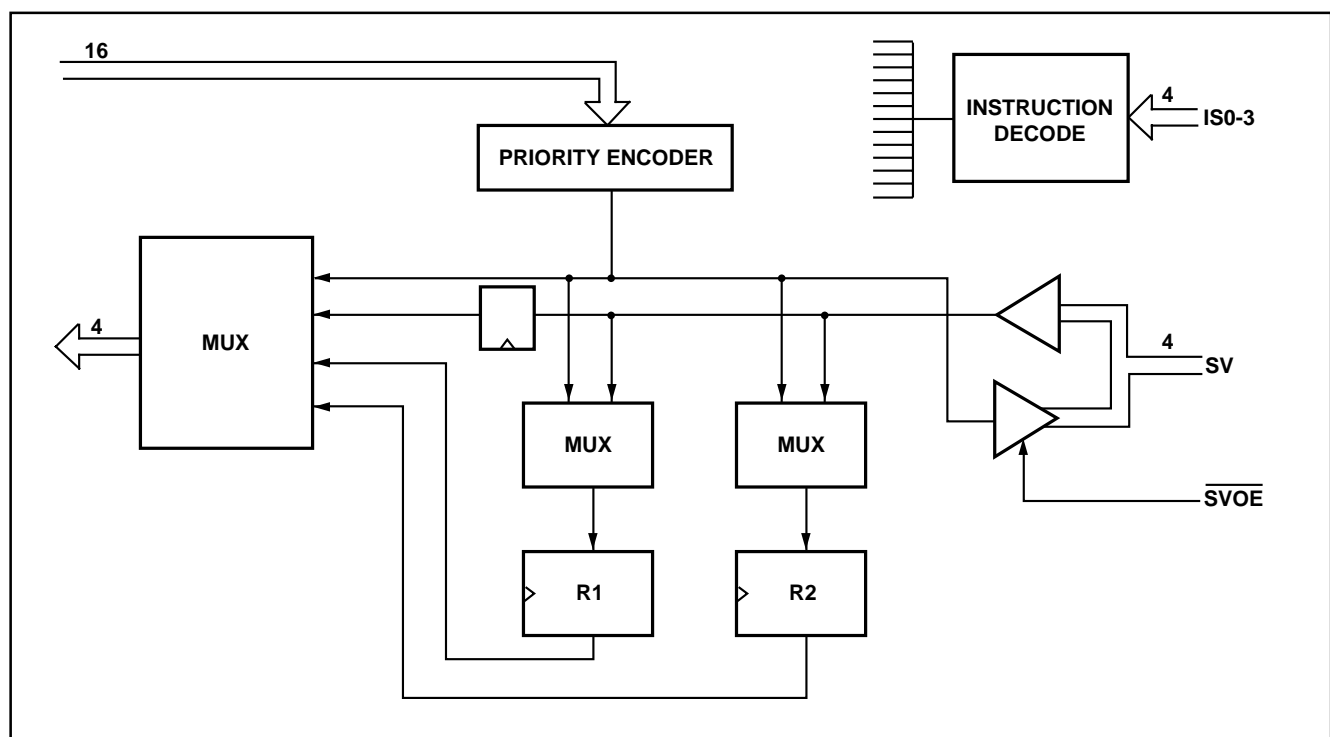 16
PRIORITY ENCODER
INSTRUCTION
DECODE
4
IS0-3
MUX
4
4
SV
MUX
MUX
SVOE
R1
R2